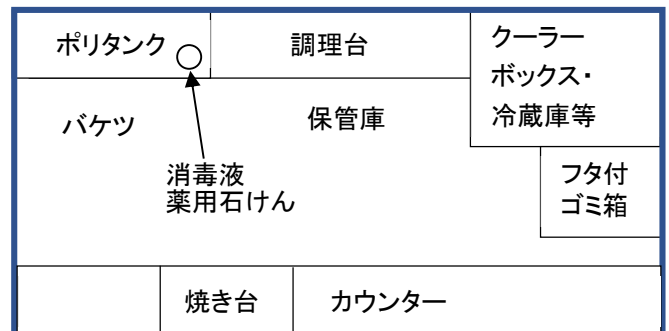 ポリタンク
調理台
クーラー
ボックス・
冷蔵庫等
バケツ
保管庫
消毒液
薬用石けん
フタ付
ゴミ箱
焼き台
カウンター